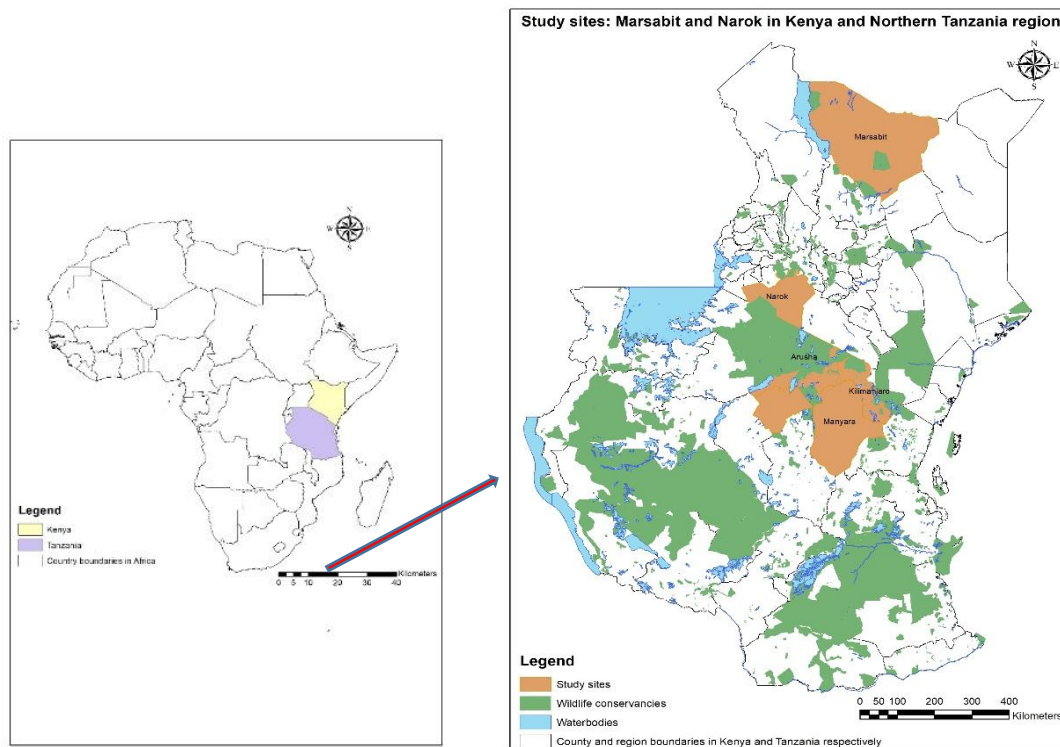 N
W E
S
Legend
Kenya
Tanzania
Country boundaries in Africa
0 5 10 20 30 40
Kilometers
Study sites: Marsabit and Narok in Kenya and Northern Tanzania region
N
W E
S
Marsabit
Narok
Arusha
Kilimanjaro
Manyara
Legend
Study sites
Wildlife conservancies
Waterbodies
County and region boundaries in Kenya and Tanzania respectively
0 50 100 200 300 400
Kilometers